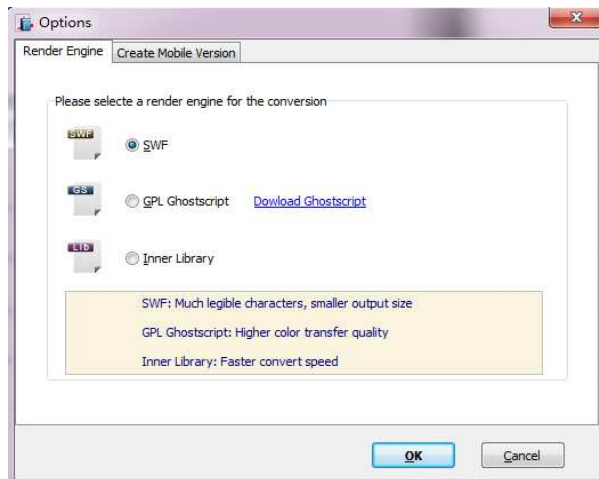 Options
Render Engine
Create Mobile Version
Please selecte a render engine for the conversion
SWF
SWF
GS
GPL Ghostscript
Dowload Ghostscript
LIB
Inner Library
SWF: Much legible characters, smaller output size
GPL Ghostscript: Higher color transfer quality
Inner Library: Faster convert speed
OK
Cancel